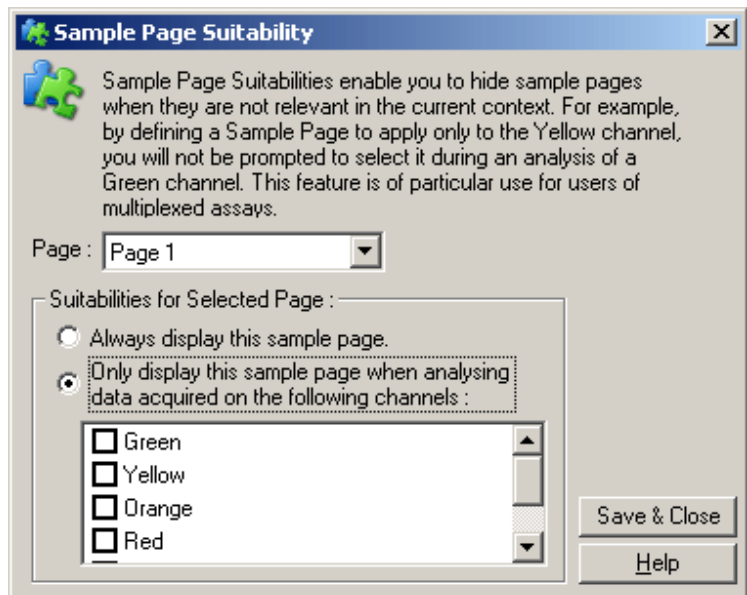 Sample Page Suitability
Sample Page Suitabilities enable you to hide sample pages
when they are not relevant in the current context. For example,
by defining a Sample Page to apply only to the Yellow channel,
you will not be prompted to select it during an analysis of a
Green channel. This feature is of particular use for users of
multiplexed assays.
Page : Page 1
Suitabilities for Selected Page :
Always display this sample page.
Only display this sample page when analysing
data acquired on the following channels :
Green
Yellow
Orange
Red
Save & Close
Help